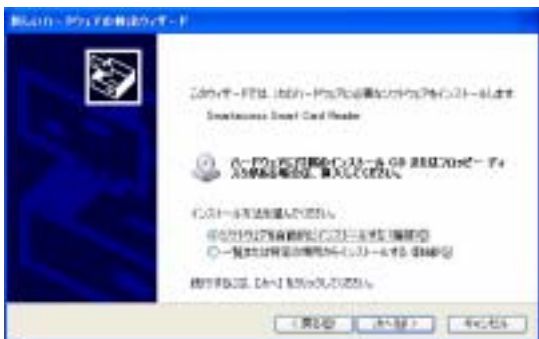 新しいハードウェアの検出ウィザード
このウィザードでは、次のハードウェアに必要なソフトウェアをインストールします
Smartaccess Smart Card Reader
ハードウェアに付属のインストール CD またはフロッピー ディ
スクがある場合は、挿入してください。
インストール方法を選んでください。
ソフトウェアを自動的にインストールする (推奨)(I)
一覧または特定の場所からインストールする (詳細)(S)
続行するには、[次へ] をクリックしてください。
< 戻る(B)
次へ(N) >
キャンセル